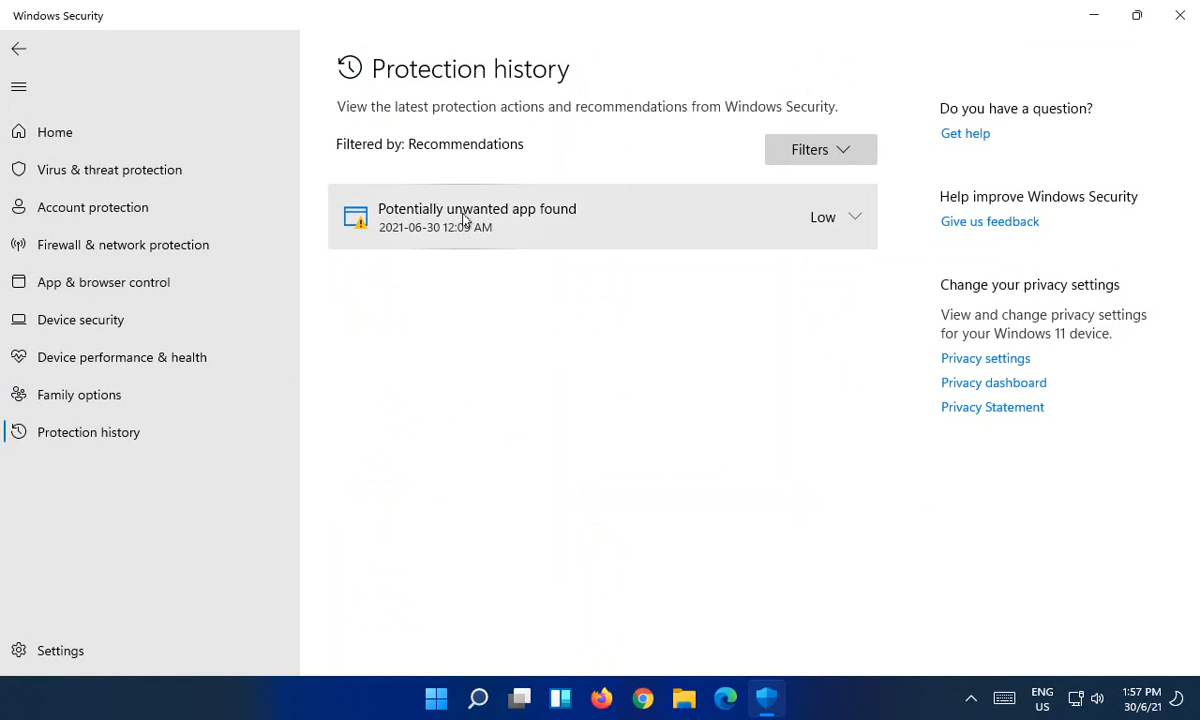 Windows Security
Home
Virus & threat protection
Account protection
Firewall & network protection
App & browser control
Device security
Device performance & health
Family options
Protection history
Settings
Protection history
View the latest protection actions and recommendations from Windows Security.
Filtered by: Recommendations
Filters
Potentially unwanted app found
2021-06-30 12:09 AM
Low
Do you have a question?
Get help
Help improve Windows Security
Give us feedback
Change your privacy settings
View and change privacy settings
for your Windows 11 device.
Privacy settings
Privacy dashboard
Privacy Statement
ENG
US
1:57 PM
30/6/21